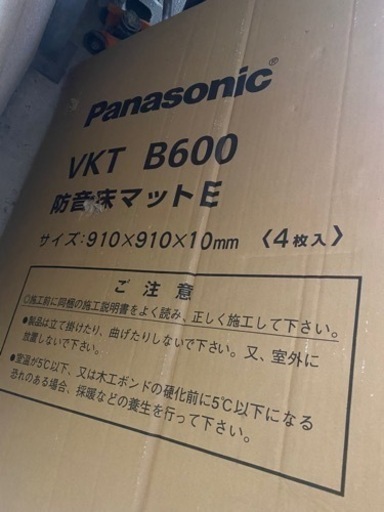 Panasonic®
VKT B600
防音床マットE
サイズ:910×910×10mm 〈4枚入〉
ご注意
○施工前に同梱の施工説明書をよく読み、正しく施工して下さい。
●製品は立て掛けたり、曲げたりしないで下さい。又、室外に
放置しないで下さい。
●室温が5℃以下、又は木工ボンドの硬化前に5℃以下になる
恐れのある場合、採暖などの養生を行って下さい。